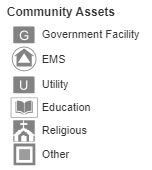 Community Assets
G Government Facility
EMS
U Utility
Education
Religious
Other